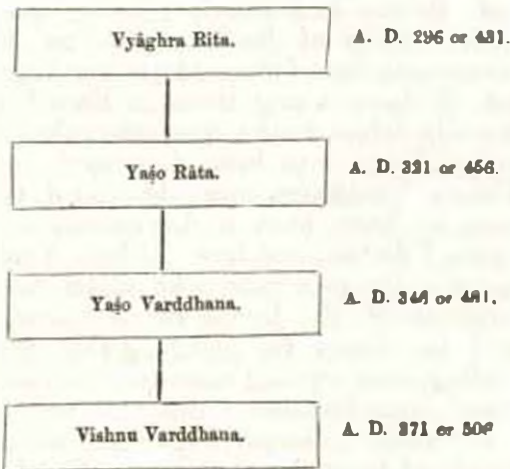 Vyâghra Rita. A. D. 296 or 431.
Yaśo Râta. A. D. 321 or 456.
Yaśo Varddhana. A. D. 346 or 481.
Vishnu Varddhana. A. D. 371 or 506